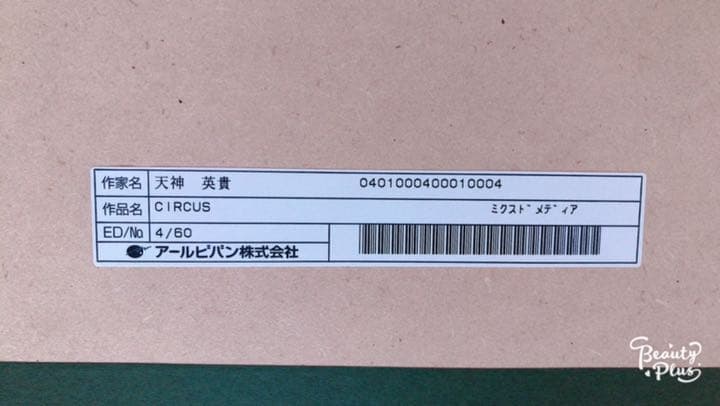 作家名 天神 英貴 0401000400010004
作品名 CIRCUS ミクストﾞメディア
ED/No 4/60
アールビバン株式会社
Beauty Plus